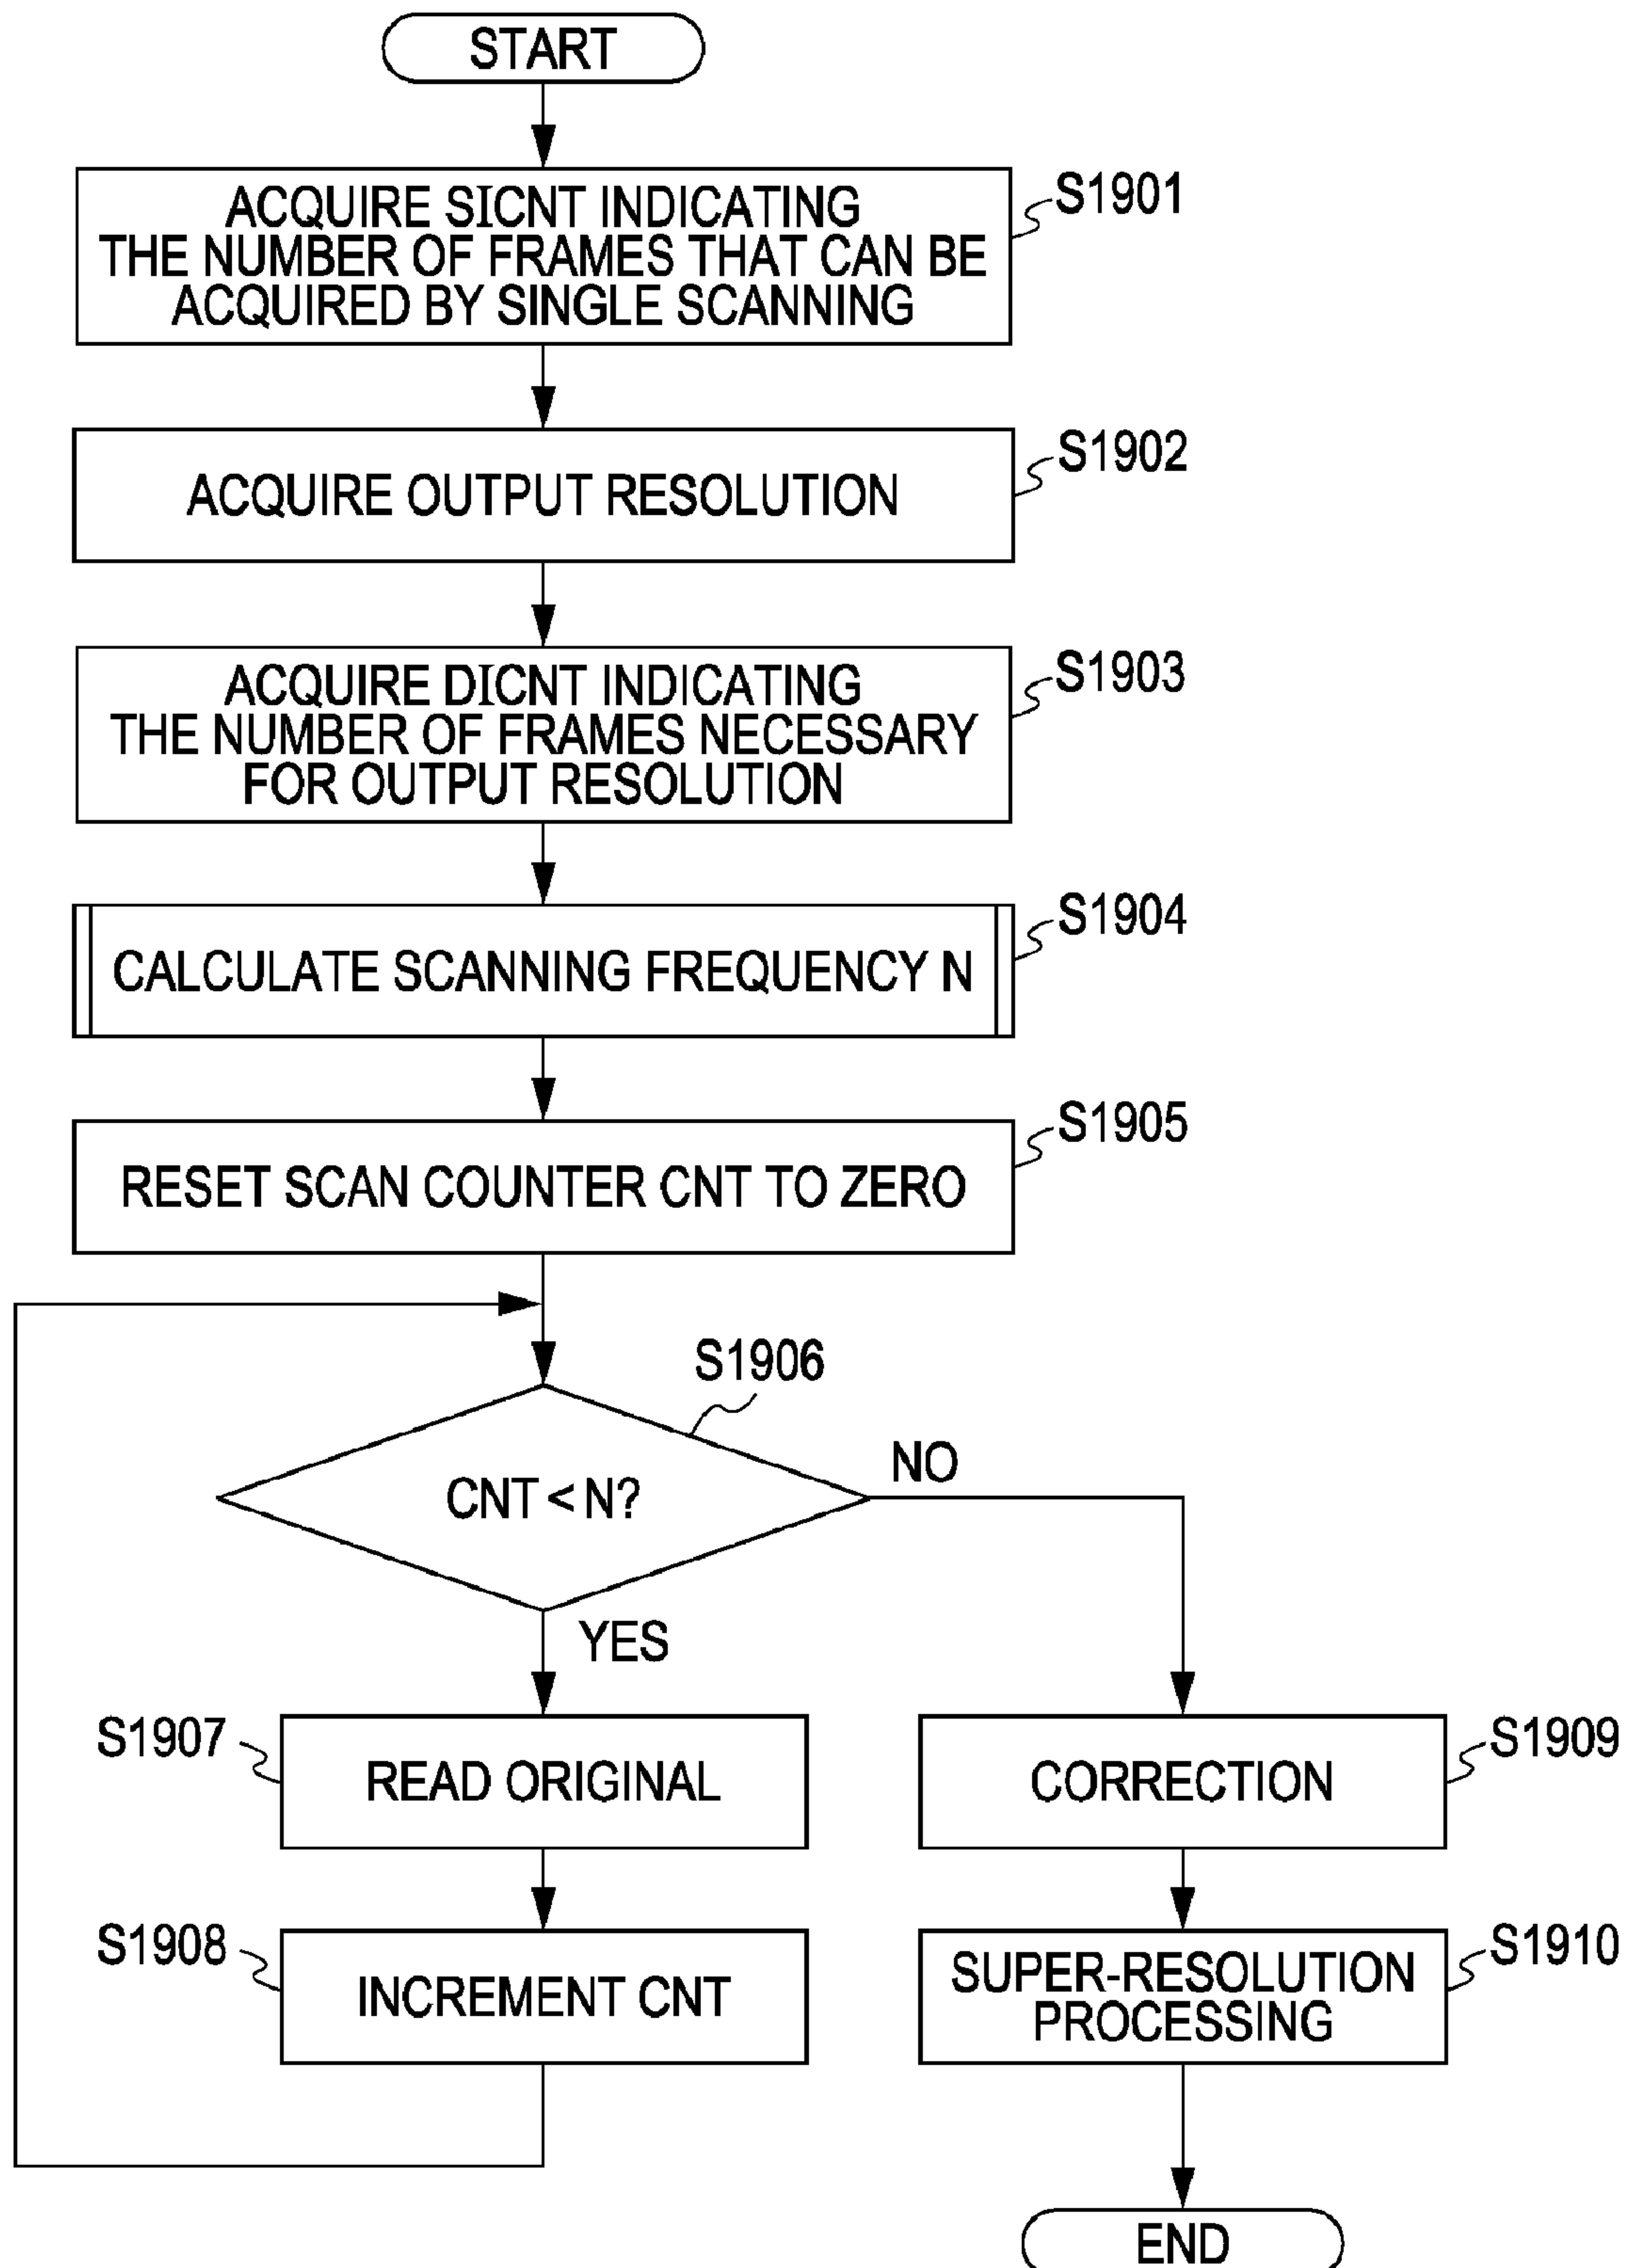 START
ACQUIRE SICNT INDICATING
THE NUMBER OF FRAMES THAT CAN BE
ACQUIRED BY SINGLE SCANNING
S1901
ACQUIRE OUTPUT RESOLUTION
S1902
ACQUIRE DICNT INDICATING
THE NUMBER OF FRAMES NECESSARY
FOR OUTPUT RESOLUTION
S1903
CALCULATE SCANNING FREQUENCY N
S1904
RESET SCAN COUNTER CNT TO ZERO
S1905
S1906
CNT < N?
NO
YES
S1907
READ ORIGINAL
CORRECTION
S1909
S1908
INCREMENT CNT
SUPER-RESOLUTION
PROCESSING
S1910
END